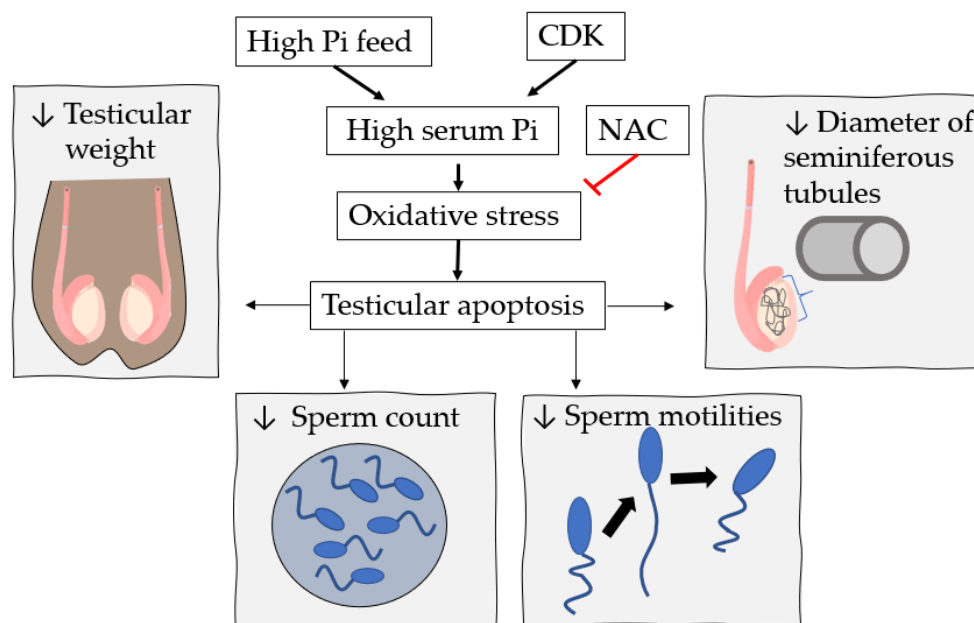 High Pi feed
CDK
↓ Testicular
weight
High serum Pi
NAC
↓ Diameter of
seminiferous
tubules
Oxidative stress
Testicular apoptosis
↓ Sperm count
↓ Sperm motilities